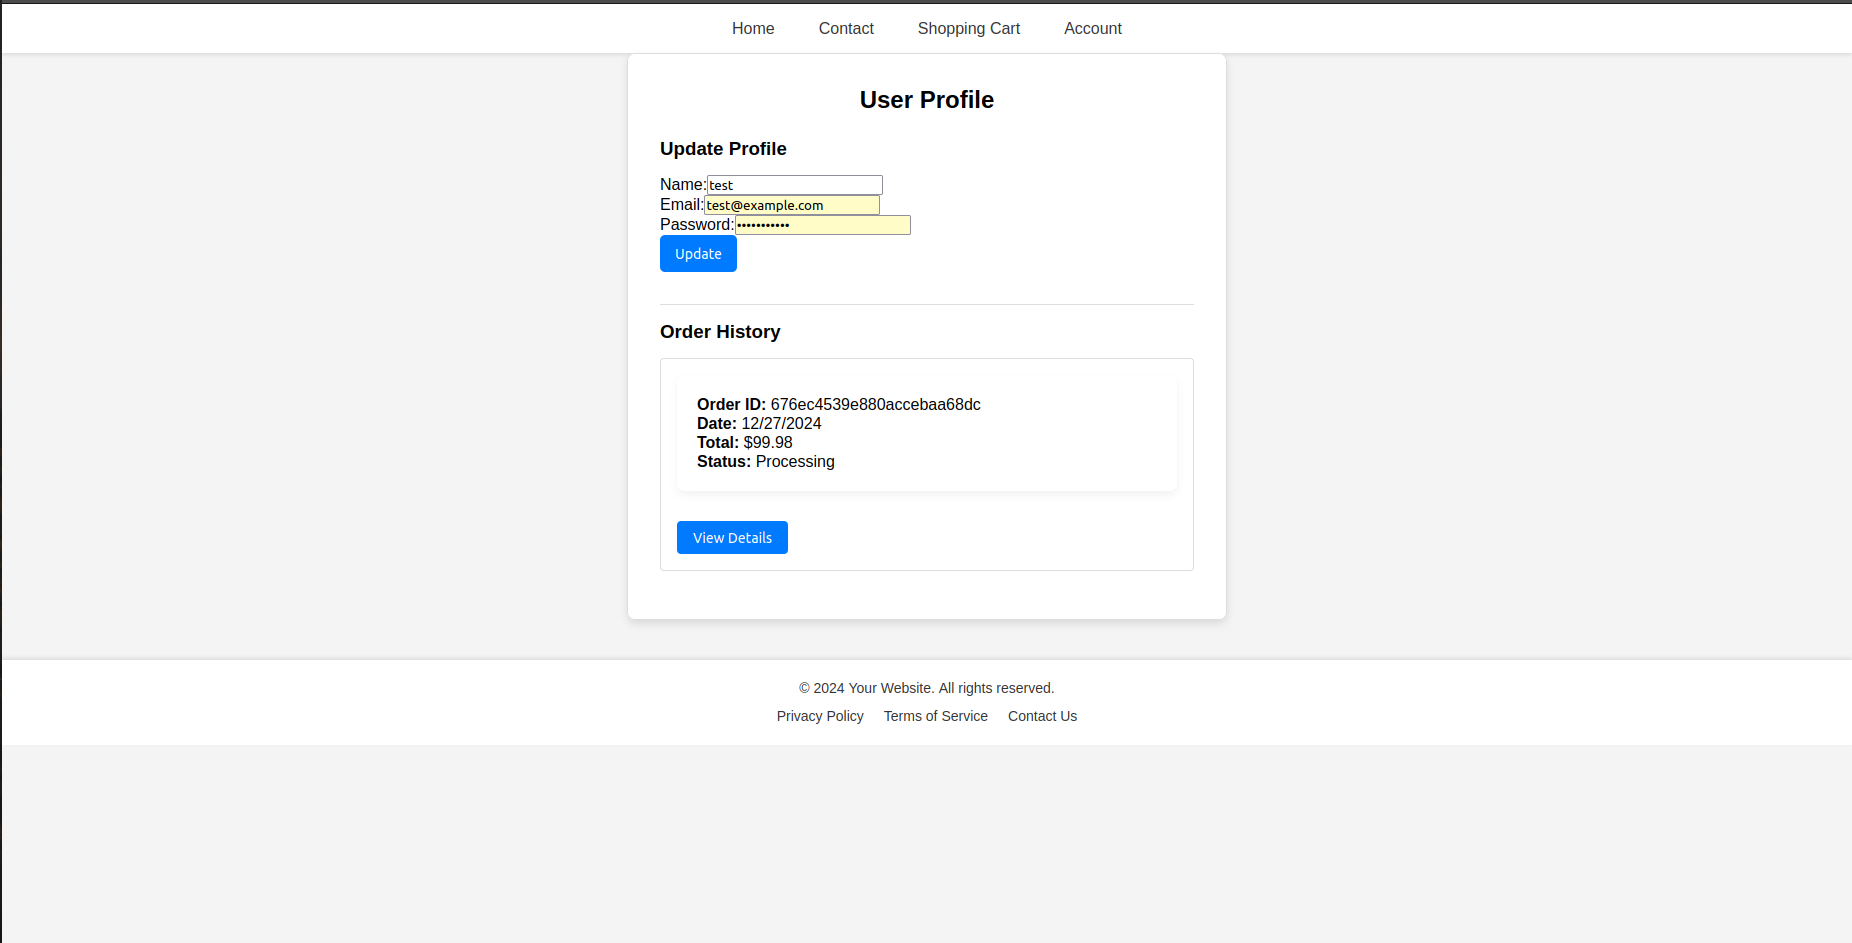 Home Contact Shopping Cart Account
User Profile
Update Profile
Name: test
Email: test@example.com
Password: •••••••••••
Update
Order History
Order ID: 676ec4539e880accebaa68dc
Date: 12/27/2024
Total: $99.98
Status: Processing
View Details
© 2024 Your Website. All rights reserved.
Privacy Policy Terms of Service Contact Us